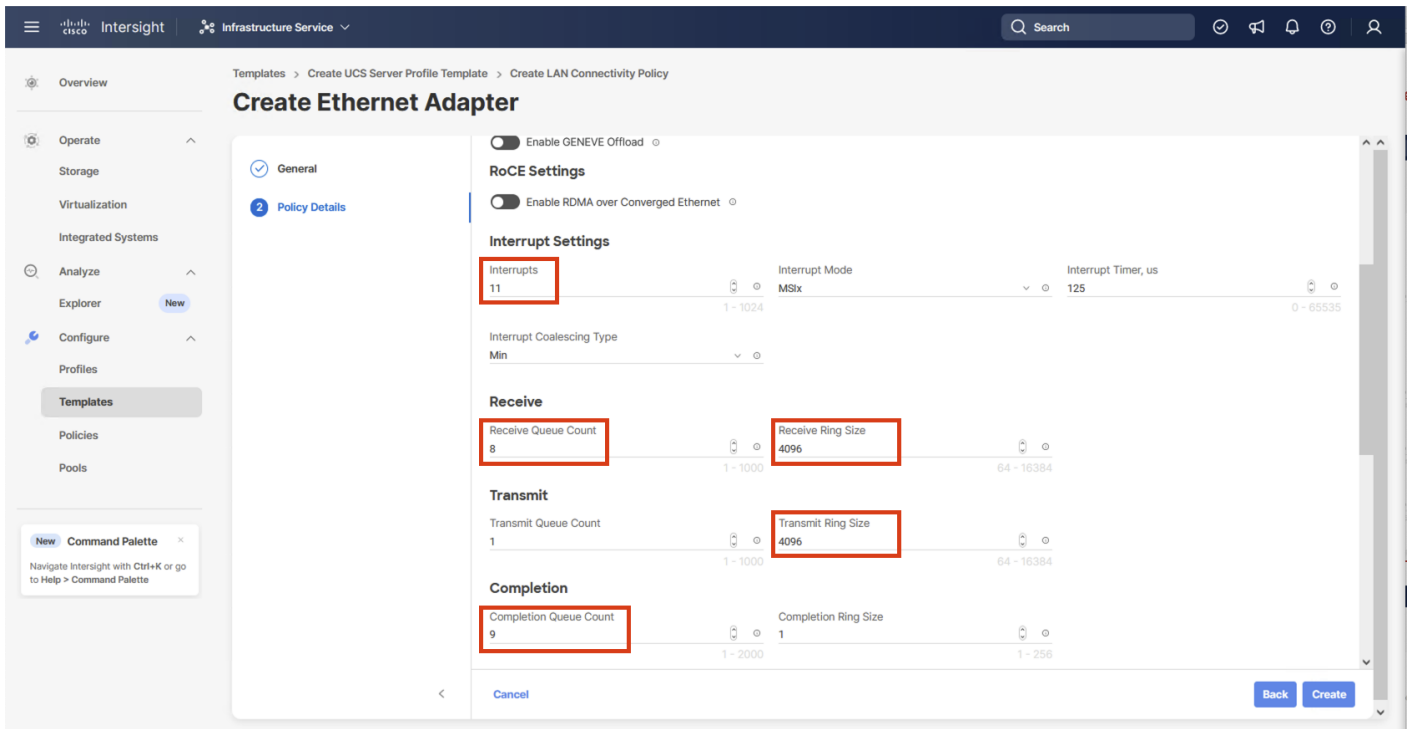 cisco Intersight Infrastructure Service Search
Overview
Operate
Storage
Virtualization
Integrated Systems
Analyze
Explorer New
Configure
Profiles
Templates
Policies
Pools
New Command Palette
Navigate Intersight with Ctrl+K or go
to Help > Command Palette
Templates > Create UCS Server Profile Template > Create LAN Connectivity Policy
Create Ethernet Adapter
General
2 Policy Details
Enable GENEVE Offload
RoCE Settings
Enable RDMA over Converged Ethernet
Interrupt Settings
Interrupts Interrupt Mode Interrupt Timer, us
11 MSIx 125
1 - 1024 0 - 65535
Interrupt Coalescing Type
Min
Receive
Receive Queue Count Receive Ring Size
8 4096
1 - 1000 64 - 16384
Transmit
Transmit Queue Count Transmit Ring Size
1 4096
1 - 1000 64 - 16384
Completion
Completion Queue Count Completion Ring Size
9 1
1 - 2000 1 - 256
Cancel Back Create